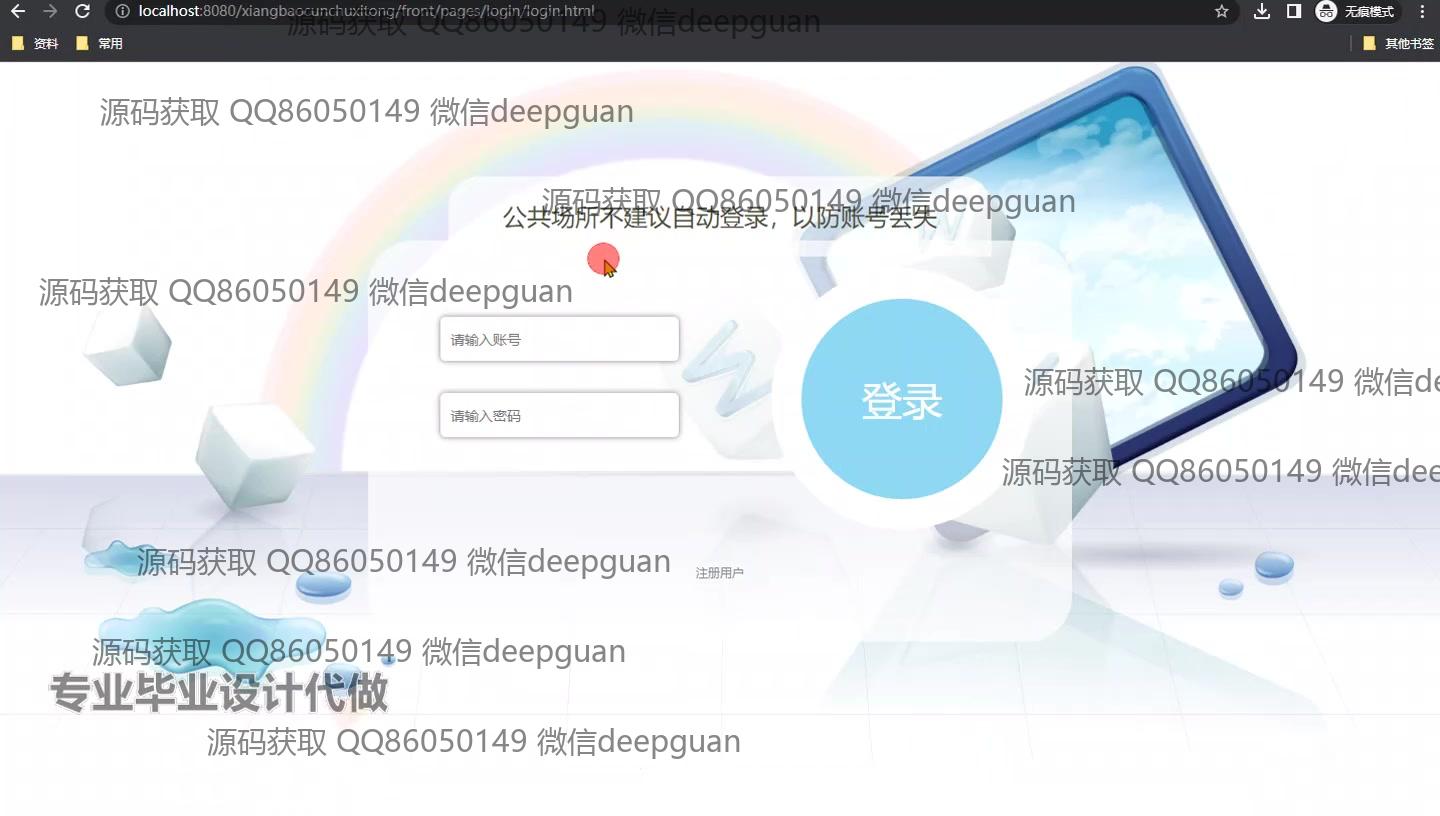 localhost:8080/xiangbaocunchuxitong/front/pages/login/login.html
无痕模式
源码获取 QQ86050149 微信deepguan
资料
常用
其他书签
源码获取 QQ86050149 微信deepguan
源码获取 QQ86050149 微信deepguan
公共场所不建议自动登录，以防账号丢失
源码获取 QQ86050149 微信deepguan
请输入账号
源码获取 QQ86050149 微信de
登录
请输入密码
源码获取 QQ86050149 微信dee
源码获取 QQ86050149 微信deepguan
注册用户
源码获取 QQ86050149 微信deepguan
专业毕业设计代做
源码获取 QQ86050149 微信deepguan